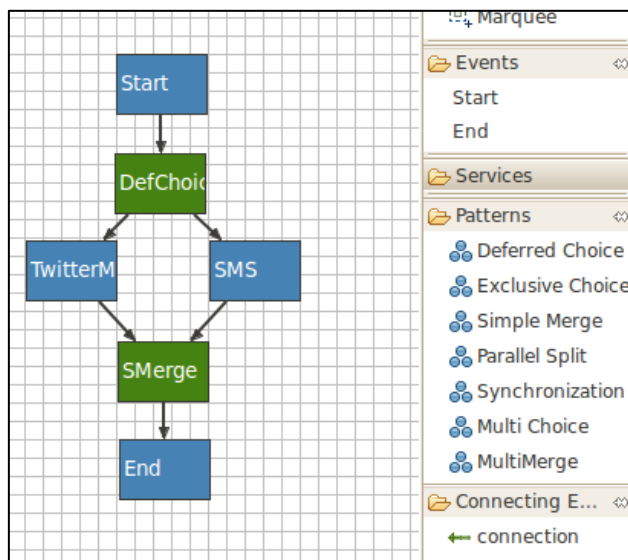 Start
DefChoic
TwitterM
SMS
SMerge
End
Marquee
Events
Start
End
Services
Patterns
Deferred Choice
Exclusive Choice
Simple Merge
Parallel Split
Synchronization
Multi Choice
MultiMerge
Connecting E...
connection